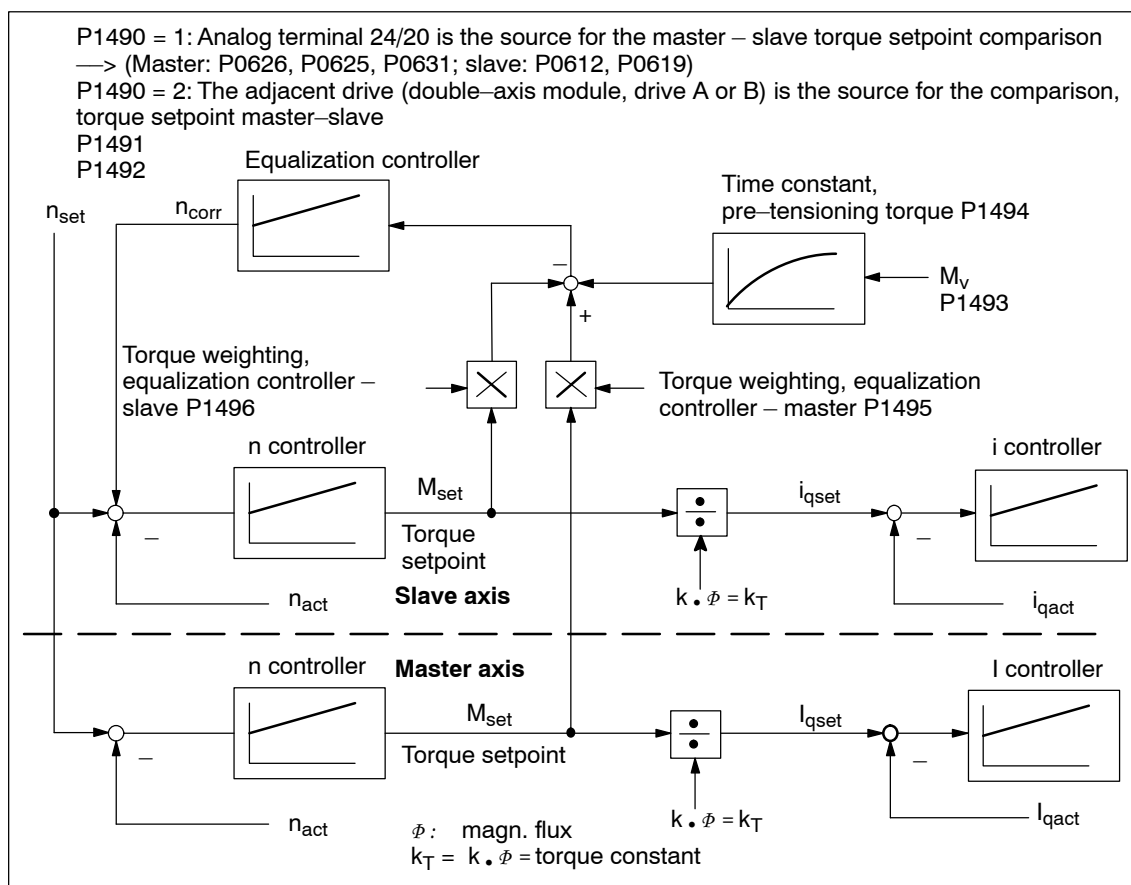 P1490 = 1: Analog terminal 24/20 is the source for the master – slave torque setpoint comparison
––> (Master: P0626, P0625, P0631; slave: P0612, P0619)
P1490 = 2: The adjacent drive (double–axis module, drive A or B) is the source for the comparison,
torque setpoint master–slave
P1491
P1492
Equalization controller
Time constant,
pre–tensioning torque P1494
n_set
n_corr
–
+
M_v
P1493
Torque weighting,
equalization controller –
slave P1496
Torque weighting, equalization
controller – master P1495
n controller
i controller
M_set
i_qset
–
Torque
setpoint
–
n_act
Slave axis
k • Φ = k_T
i_qact
n controller
Master axis
I controller
M_set
I_qset
–
Torque setpoint
–
n_act
k • Φ = k_T
I_qact
Φ: magn. flux
k_T = k • Φ = torque constant